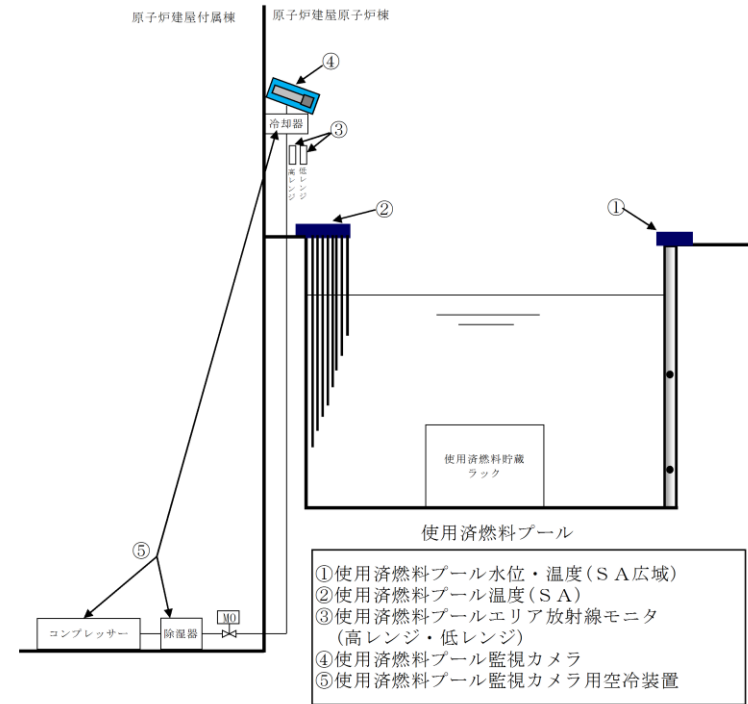 原子炉建屋付属棟
原子炉建屋原子炉棟
④
冷却器
③
高レンジ
低レンジ
②
①
使用済燃料貯蔵
ラック
⑤
使用済燃料プール
MO
コンプレッサー
除湿器
①使用済燃料プール水位・温度(ＳＡ広域)
②使用済燃料プール温度(ＳＡ)
③使用済燃料プールエリア放射線モニタ
(高レンジ・低レンジ)
④使用済燃料プール監視カメラ
⑤使用済燃料プール監視カメラ用空冷装置